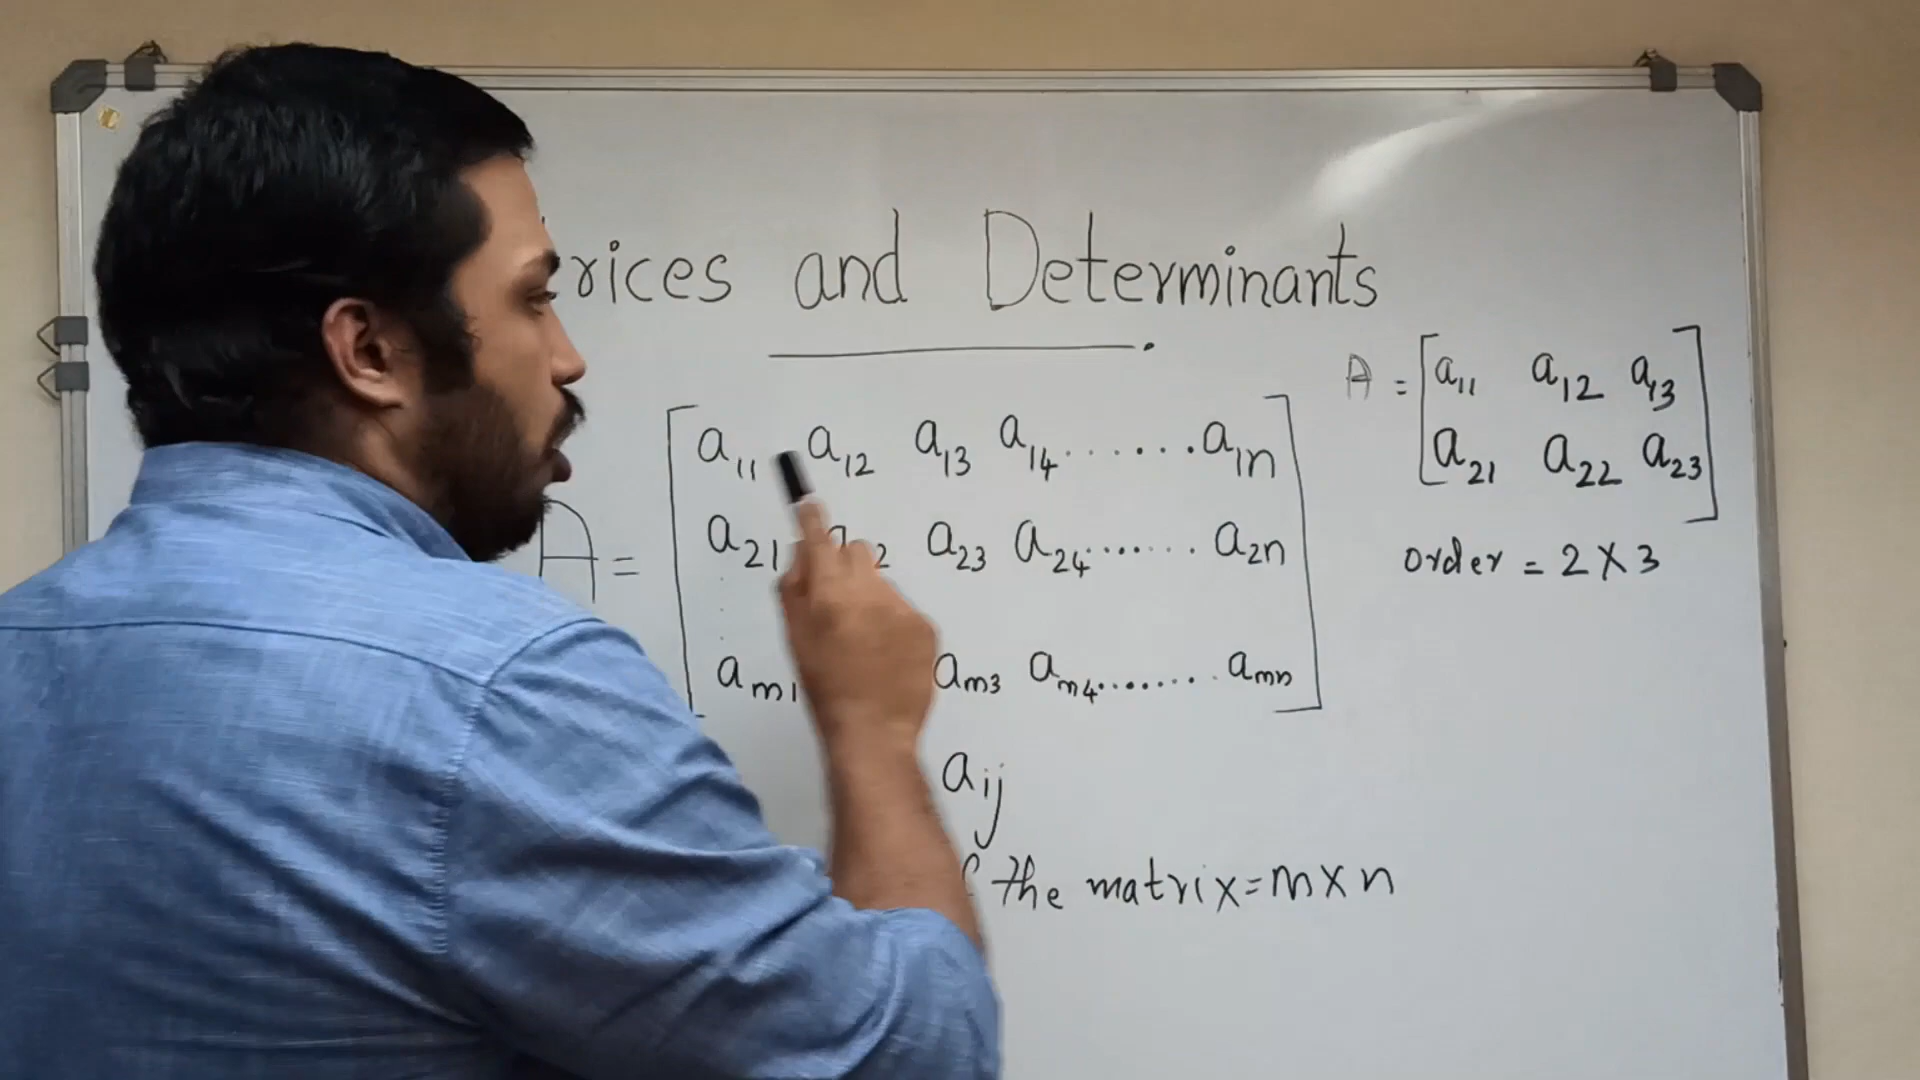 rices and Determinants
A = [a11 a12 a13 a14 ....... a1n
a21 a23 a24 ....... a2n
am1 am3 am4 ........ amn]
aij
the matrix = m x n
A = [a11 a12 a13
a21 a22 a23]
order = 2 x 3